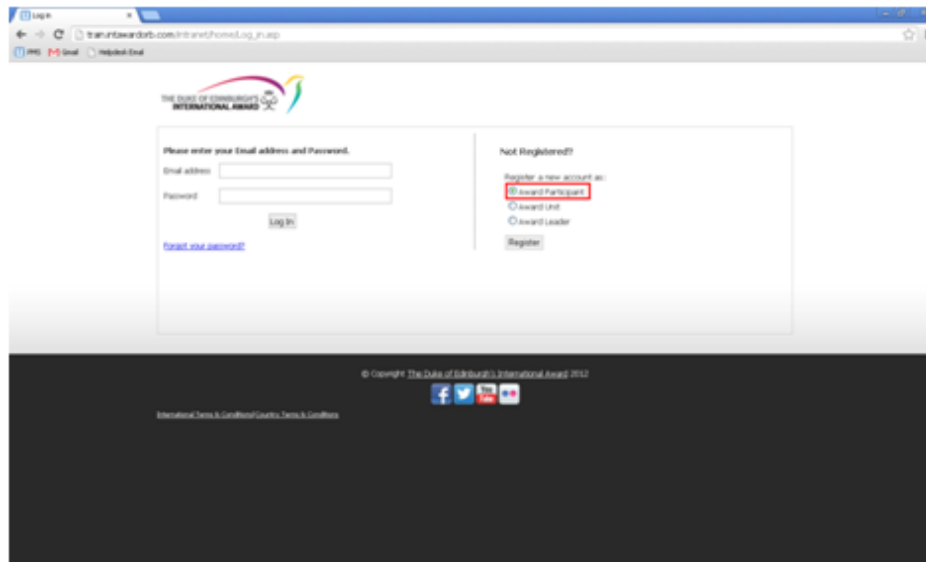 Log in
train.intawardorb.com/intranet/home/Log_in.asp
Gmail
Helpdesk Email
THE DUKE OF EDINBURGH'S
INTERNATIONAL AWARD
Please enter your Email address and Password.
Email address
Password
Log In
Forgot your password?
Not Registered?
Register a new account as:
Award Participant
Award Unit
Award Leader
Register
© Copyright The Duke of Edinburgh's International Award 2012
You
Tube
International Terms & Conditions|Country Terms & Conditions